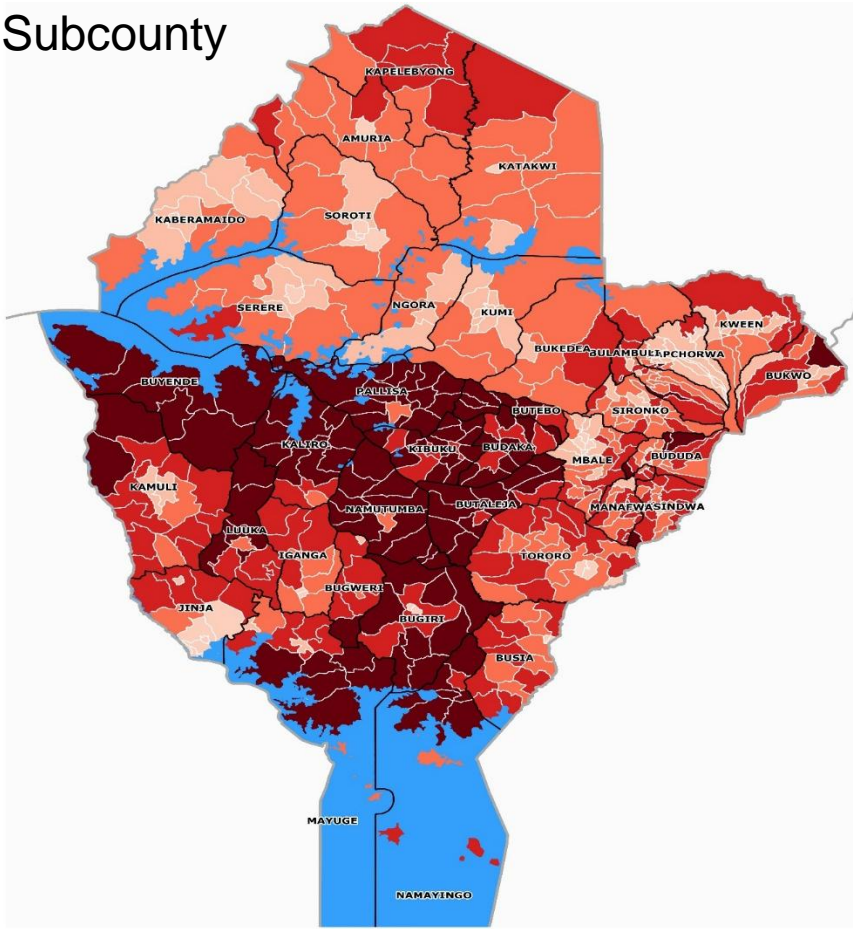 Subcounty
KAPELEBYONG
AMURIA
KATAKWI
KABERAMAIDO
SOROTI
SERERE
NGORA
KUMI
BUKEDEA
BULAMBULI
KAPCHORWA
KWEEN
BUKWO
BUYENDE
PALLISA
BUTEBO
SIRONKO
KALIRO
KIBUKU
BUDAKA
MBALE
BUDUDA
KAMULI
NAMUTUMBA
BUTALEJA
MANAFWA
SINDWA
LUUKA
IGANGA
TORORO
BUGWERI
JINJA
BUGIRI
BUSIA
MAYUGE
NAMAYINGO